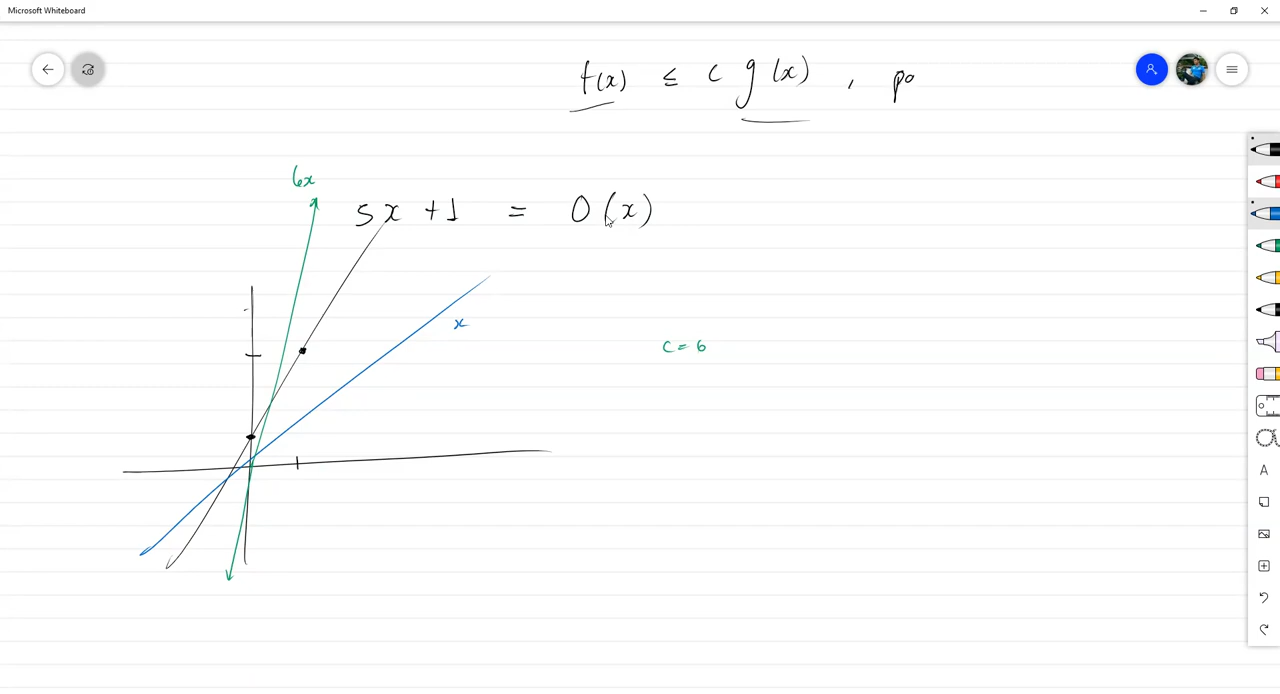 Microsoft Whiteboard
f(x) ≤ c g(x) , po
6x
5x + 1 = O(x)
x
c = 6
A